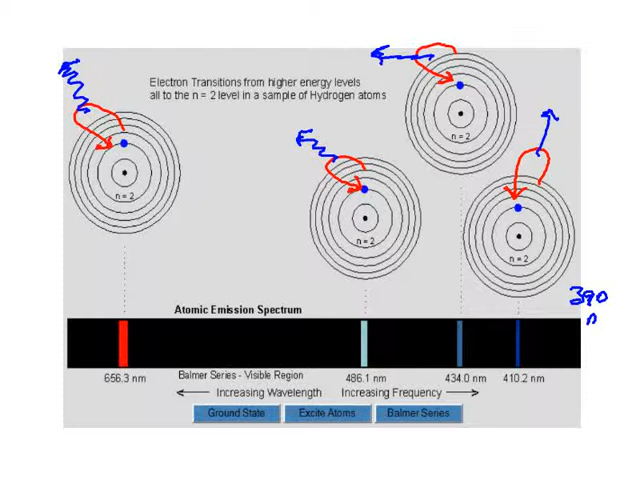 Electron Transitions from higher energy levels
all to the n = 2 level in a sample of Hydrogen atoms
n = 2
n = 2
n = 2
n = 2
390
n
Atomic Emission Spectrum
656.3 nm
Balmer Series - Visible Region
486.1 nm
434.0 nm
410.2 nm
Increasing Wavelength
Increasing Frequency
Ground State
Excite Atoms
Balmer Series